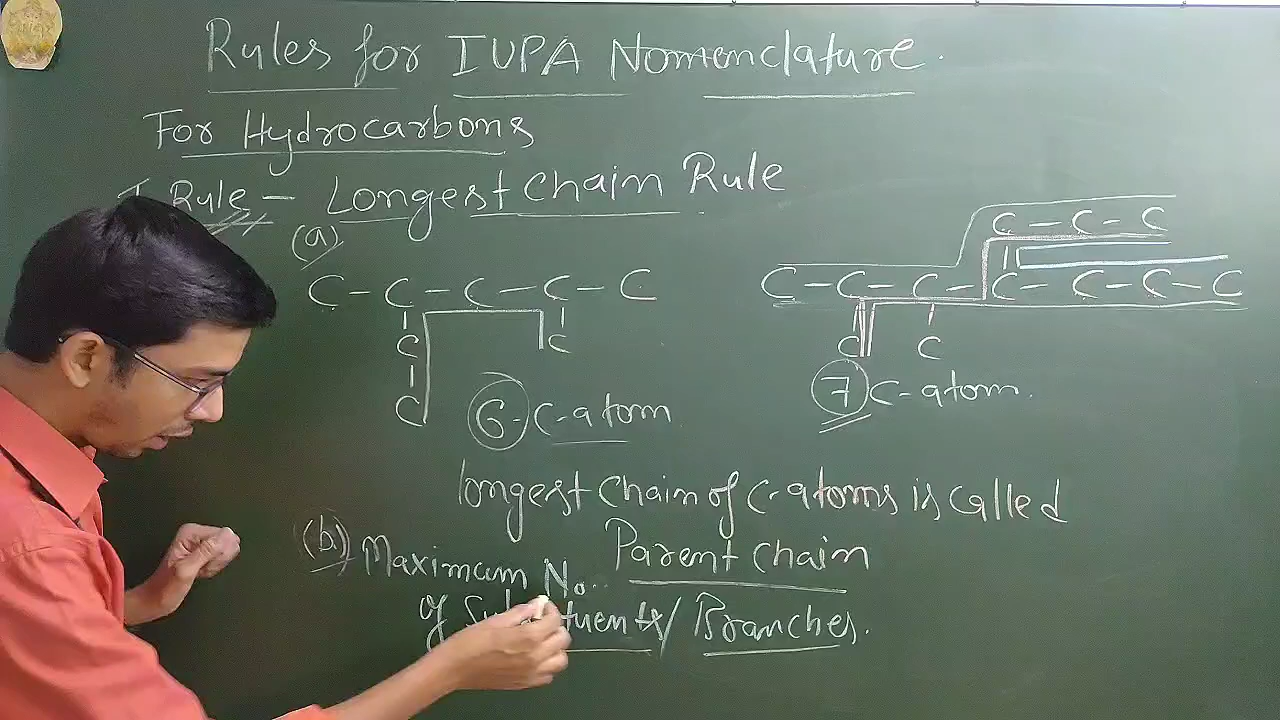 Rules for IUPA Nomenclature.
For Hydrocarbons
I Rule - Longest Chain Rule
(a)
C - C - C
C - C - C - C - C
C - C - C - C - C - C - C
C C
C C
C
6-C-atom
7 C-atom.
longest Chain of C-atoms is called
Parent Chain
(b) Maximum No..
of / Branches.